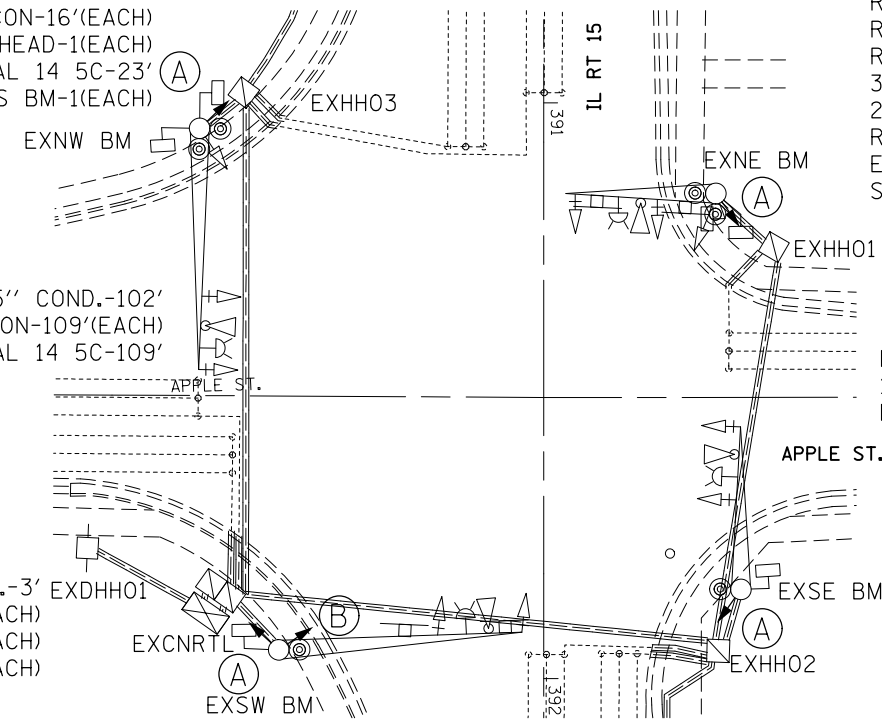 CON-16'(EACH)
HEAD-1(EACH)
AL 14 5C-23'
S BM-1(EACH)
A
EXHH03
EXNW BM
391
IL RT 15
R
R
R
3
2
R
E
S
EXNE BM
A
EXHH01
5'' COND.-102'
ON-109'(EACH)
AL 14 5C-109'
APPLE ST.
APPLE ST.
.-3'
ACH)
ACH)
ACH)
EXDHH01
EXCNRTL
B
A
EXSW BM
392
EXSE BM
A
EXHH02